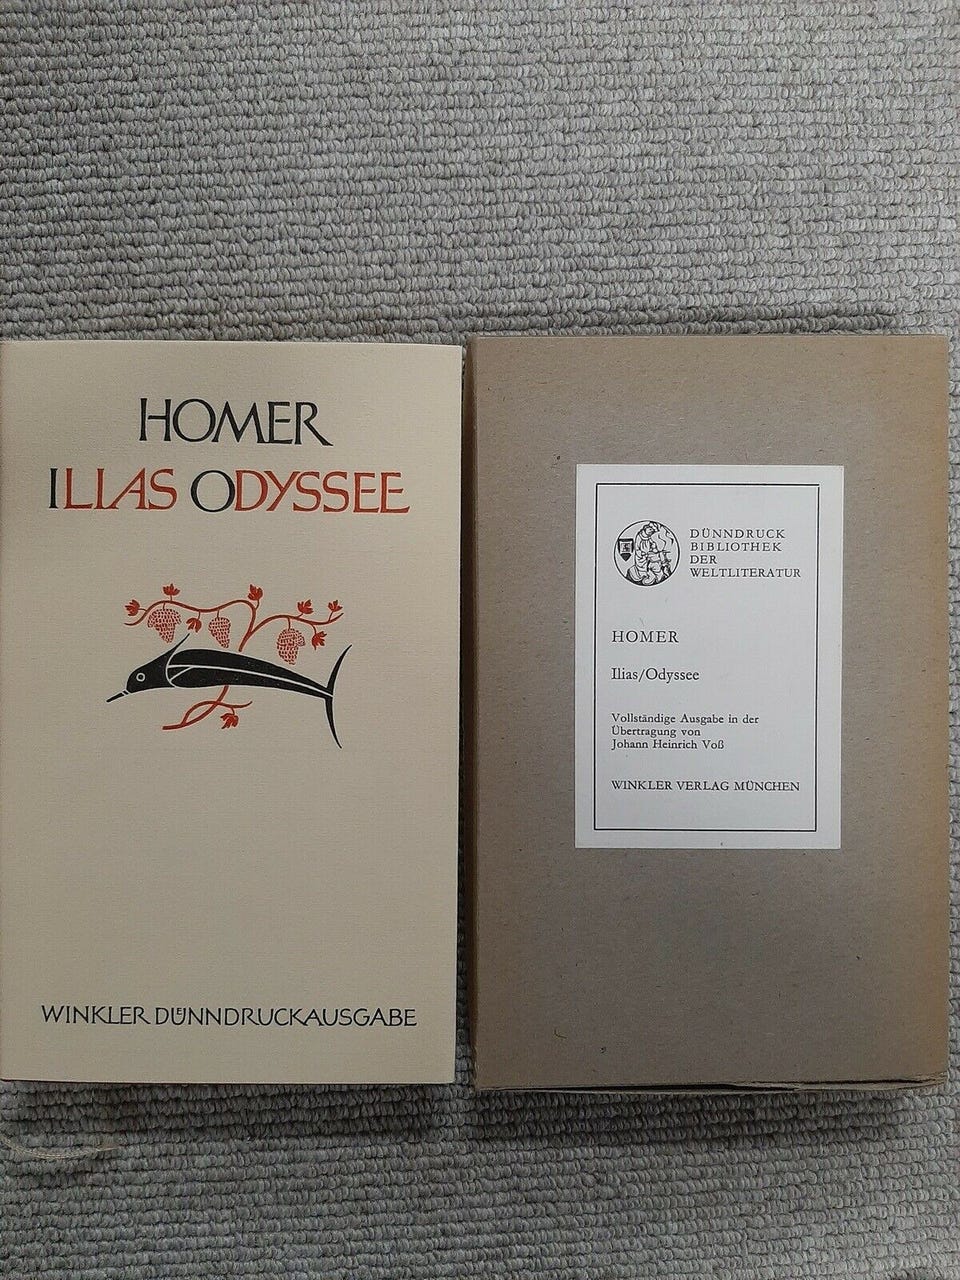 HOMER
ILIAS ODYSSEE
WINKLER DÜNNDRUCKAUSGABE
DÜNNDRUCK
BIBLIOTHEK
DER
WELTLITERATUR
HOMER
Ilias/Odyssee
Vollständige Ausgabe in der
Übertragung von
Johann Heinrich Voß
WINKLER VERLAG MÜNCHEN